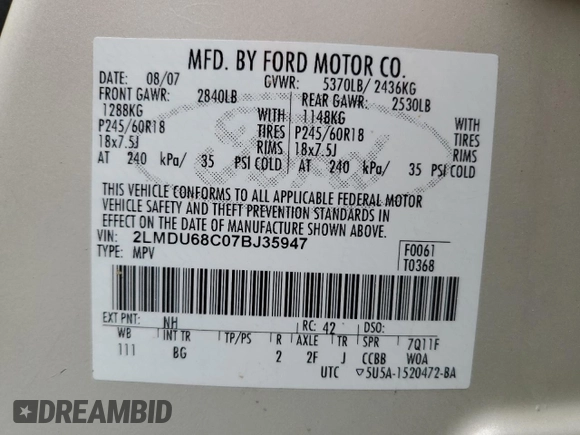 MFD. BY FORD MOTOR CO.
DATE: 08/07 GVWR: 5370LB/ 2436KG
FRONT GAWR: 2840LB REAR GAWR: 2530LB
1288KG WITH 1148KG WITH
P245/60R18 TIRES P245/60R18 TIRES
18x7.5J RIMS 18x7.5J RIMS
AT 240 kPa/ 35 PSI COLD AT 240 kPa/ 35 PSI COLD
THIS VEHICLE CONFORMS TO ALL APPLICABLE FEDERAL MOTOR
VEHICLE SAFETY AND THEFT PREVENTION STANDARDS IN
EFFECT ON THE DATE OF MANUFACTURE SHOWN ABOVE.
VIN: 2LMDU68C07BJ35947 F0061
TYPE: MPV T0368
EXT PNT: NH RC: 42 DSO:
WB INT TR TP/PS R AXLE TR SPR 7Q11F
111 BG 2 2F J CCBB W0A
UTC ▽5U5A-1520472-BA
Ford
DREAMBID